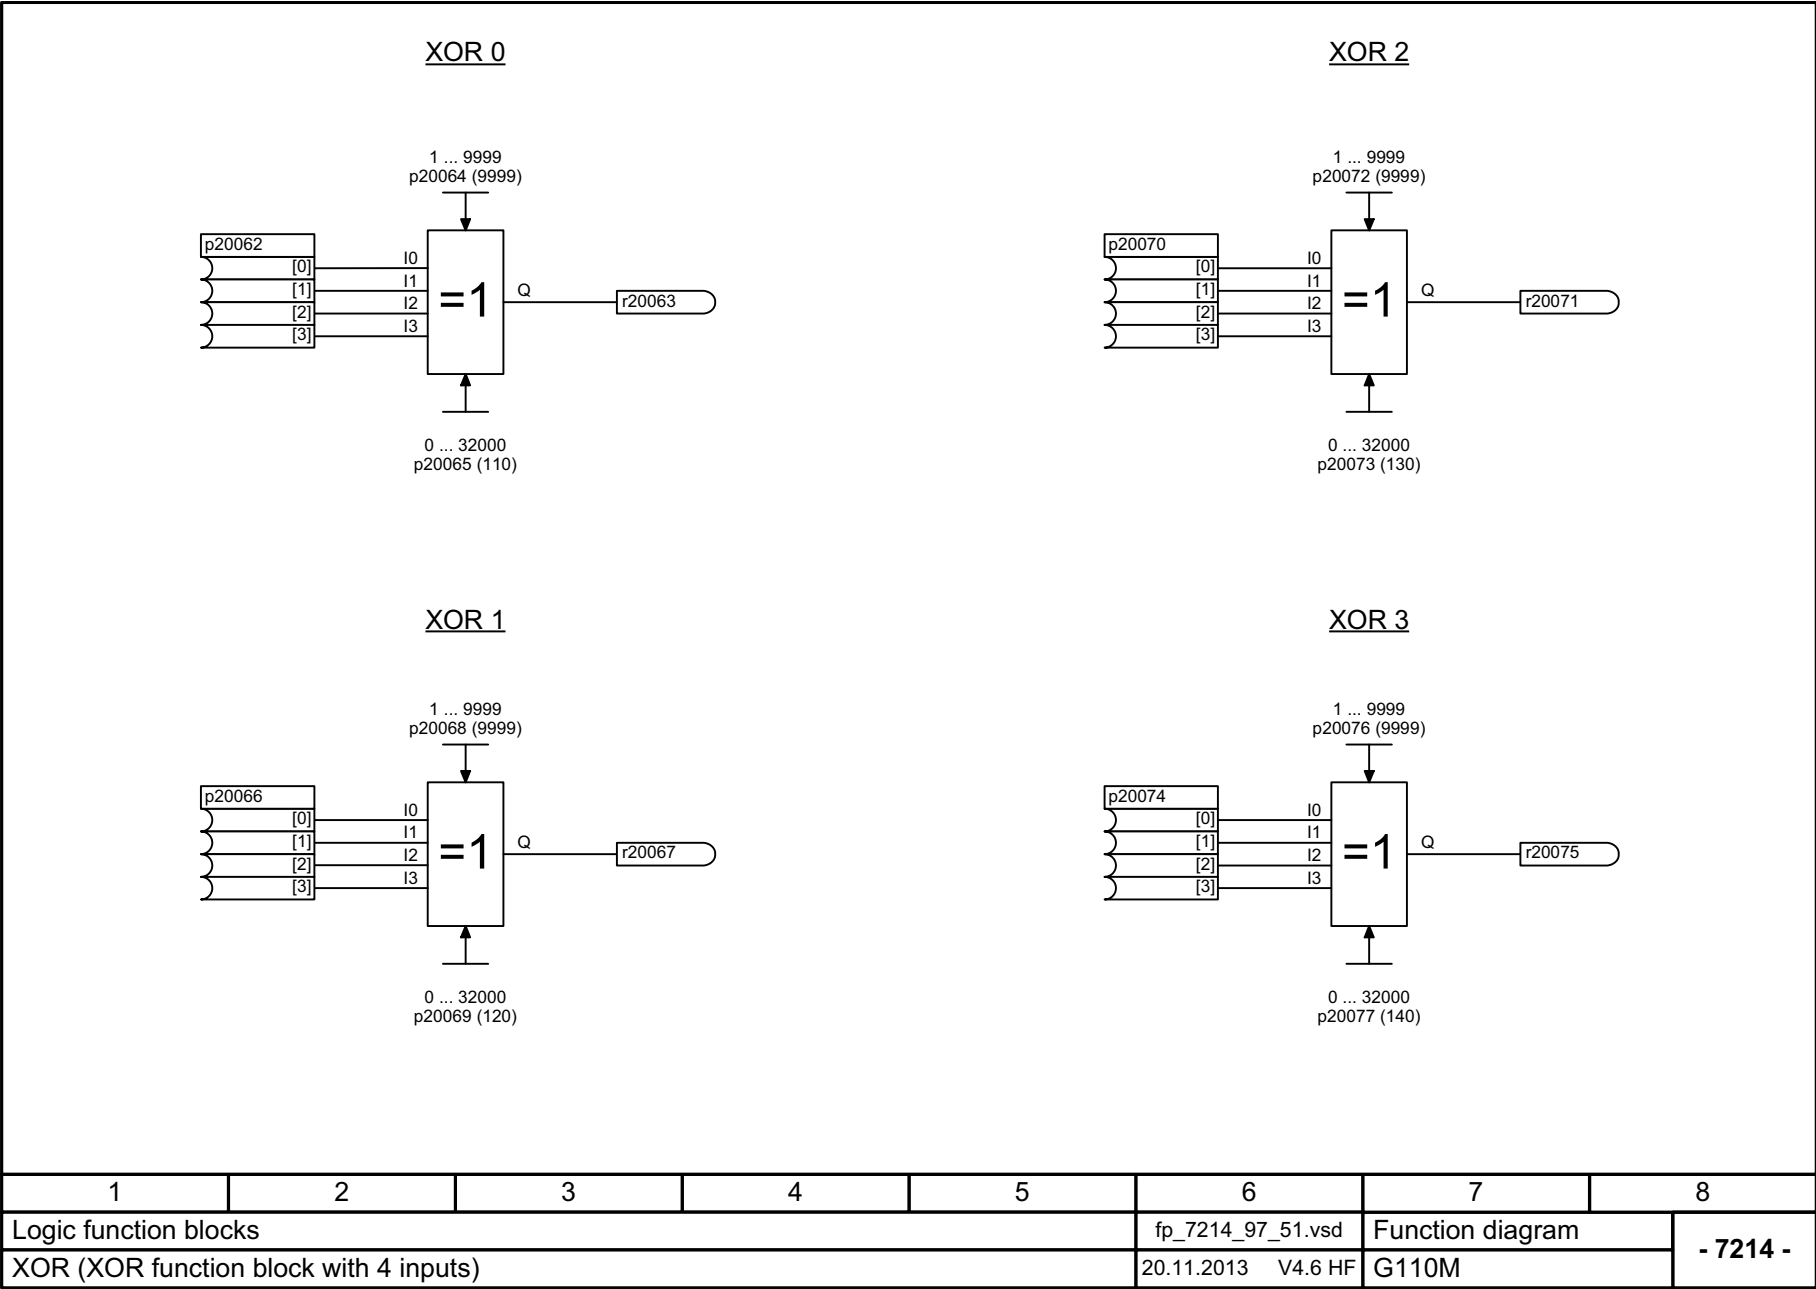 XOR 0
1 ... 9999
p20064 (9999)
p20062
[0]
[1]
[2]
[3]
I0
I1
I2
I3
=1
Q
r20063
0 ... 32000
p20065 (110)
XOR 2
1 ... 9999
p20072 (9999)
p20070
[0]
[1]
[2]
[3]
I0
I1
I2
I3
=1
Q
r20071
0 ... 32000
p20073 (130)
XOR 1
1 ... 9999
p20068 (9999)
p20066
[0]
[1]
[2]
[3]
I0
I1
I2
I3
=1
Q
r20067
0 ... 32000
p20069 (120)
XOR 3
1 ... 9999
p20076 (9999)
p20074
[0]
[1]
[2]
[3]
I0
I1
I2
I3
=1
Q
r20075
0 ... 32000
p20077 (140)
1 2 3 4 5 6 7 8
Logic function blocks
fp_7214_97_51.vsd
Function diagram
- 7214 -
XOR (XOR function block with 4 inputs)
20.11.2013 V4.6 HF
G110M